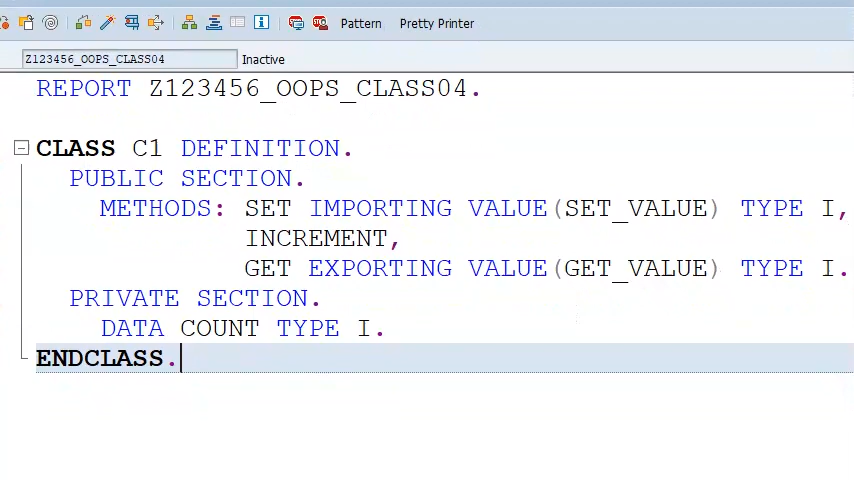 Pattern Pretty Printer
Z123456_OOPS_CLASS04 Inactive
REPORT Z123456_OOPS_CLASS04.
CLASS C1 DEFINITION.
PUBLIC SECTION.
METHODS: SET IMPORTING VALUE(SET_VALUE) TYPE I,
INCREMENT,
GET EXPORTING VALUE(GET_VALUE) TYPE I.
PRIVATE SECTION.
DATA COUNT TYPE I.
ENDCLASS.